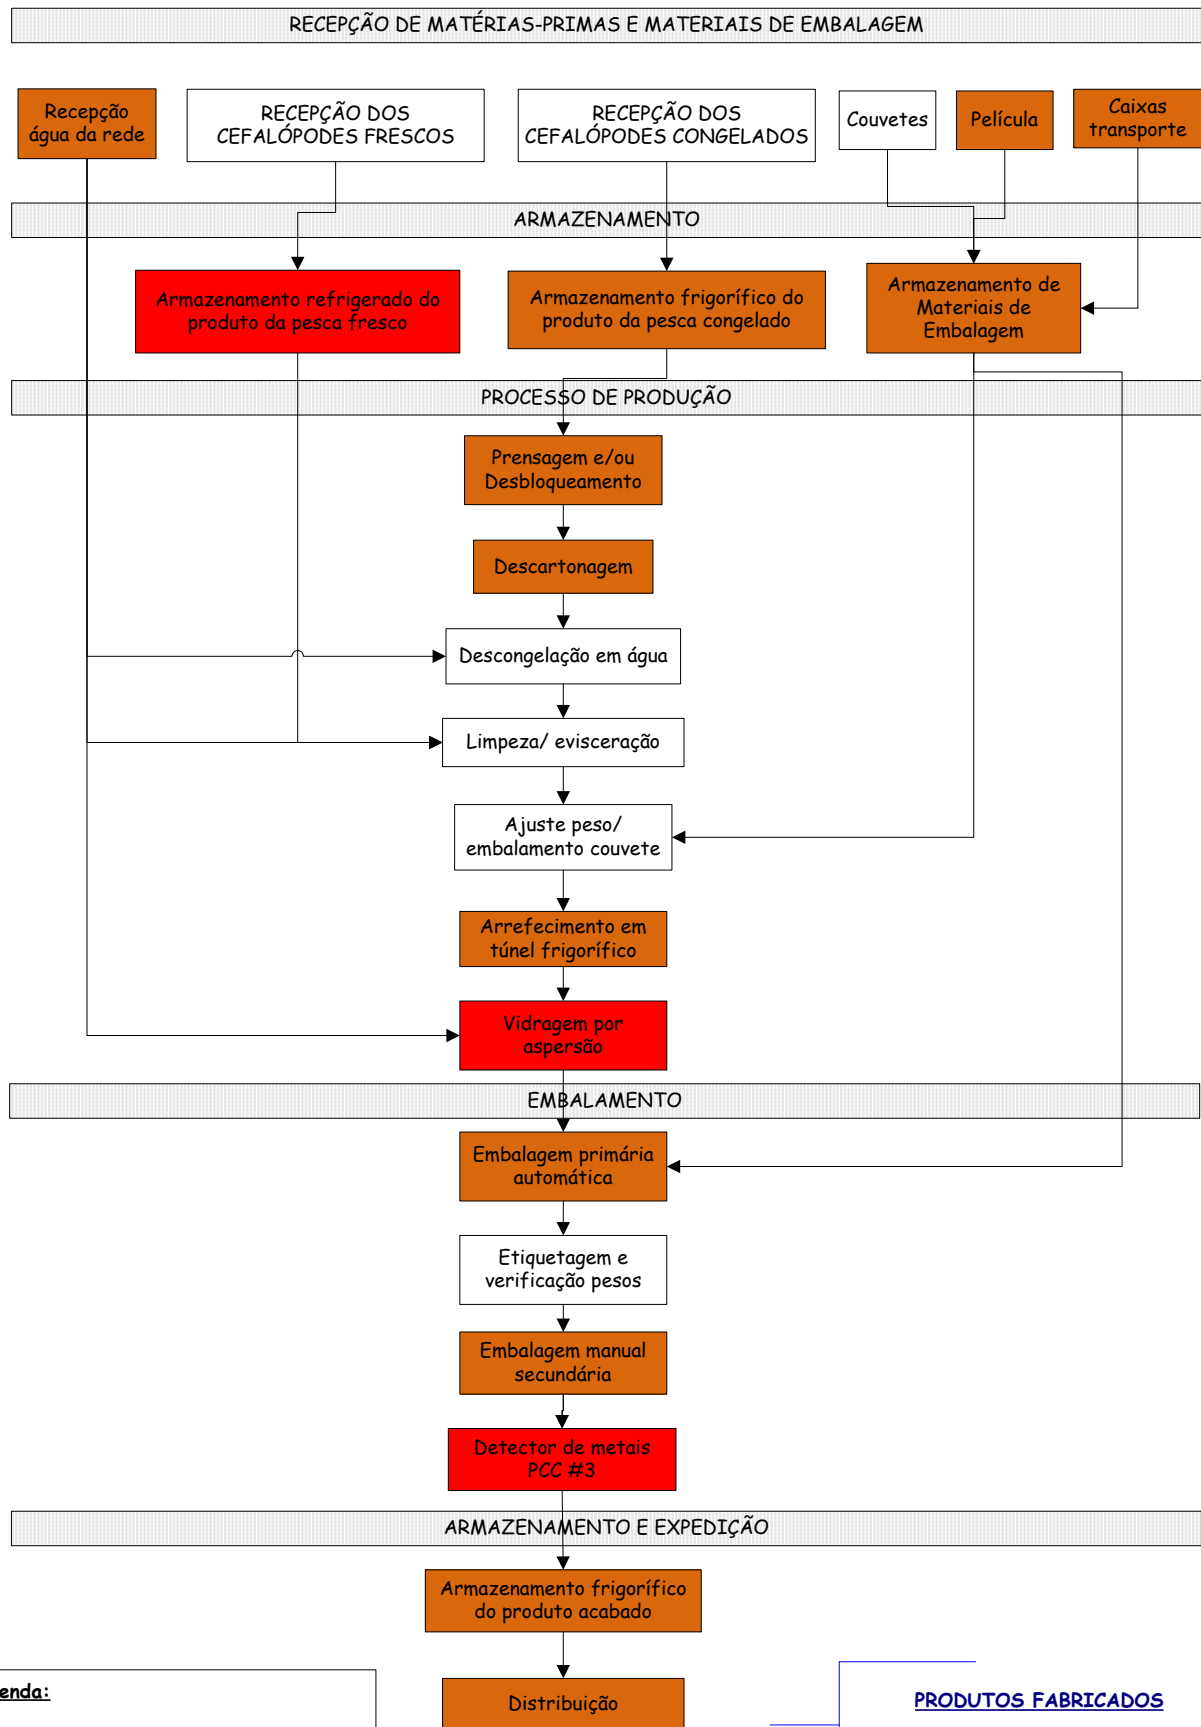 RECEPÇÃO DE MATÉRIAS-PRIMAS E MATERIAIS DE EMBALAGEM
Recepção
água da rede
RECEPÇÃO DOS
CEFALÓPODES FRESCOS
RECEPÇÃO DOS
CEFALÓPODES CONGELADOS
Couvetes
Película
Caixas
transporte
ARMAZENAMENTO
Armazenamento refrigerado do
produto da pesca fresco
Armazenamento frigorífico do
produto da pesca congelado
Armazenamento de
Materiais de
Embalagem
PROCESSO DE PRODUÇÃO
Prensagem e/ou
Desbloqueamento
Descartonagem
Descongelação em água
Limpeza/ evisceração
Ajuste peso/
embalamento couvete
Arrefecimento em
túnel frigorífico
Vidragem por
aspersão
EMBALAMENTO
Embalagem primária
automática
Etiquetagem e
verificação pesos
Embalagem manual
secundária
Detector de metais
PCC #3
ARMAZENAMENTO E EXPEDIÇÃO
Armazenamento frigorífico
do produto acabado
Distribuição
enda:
PRODUTOS FABRICADOS